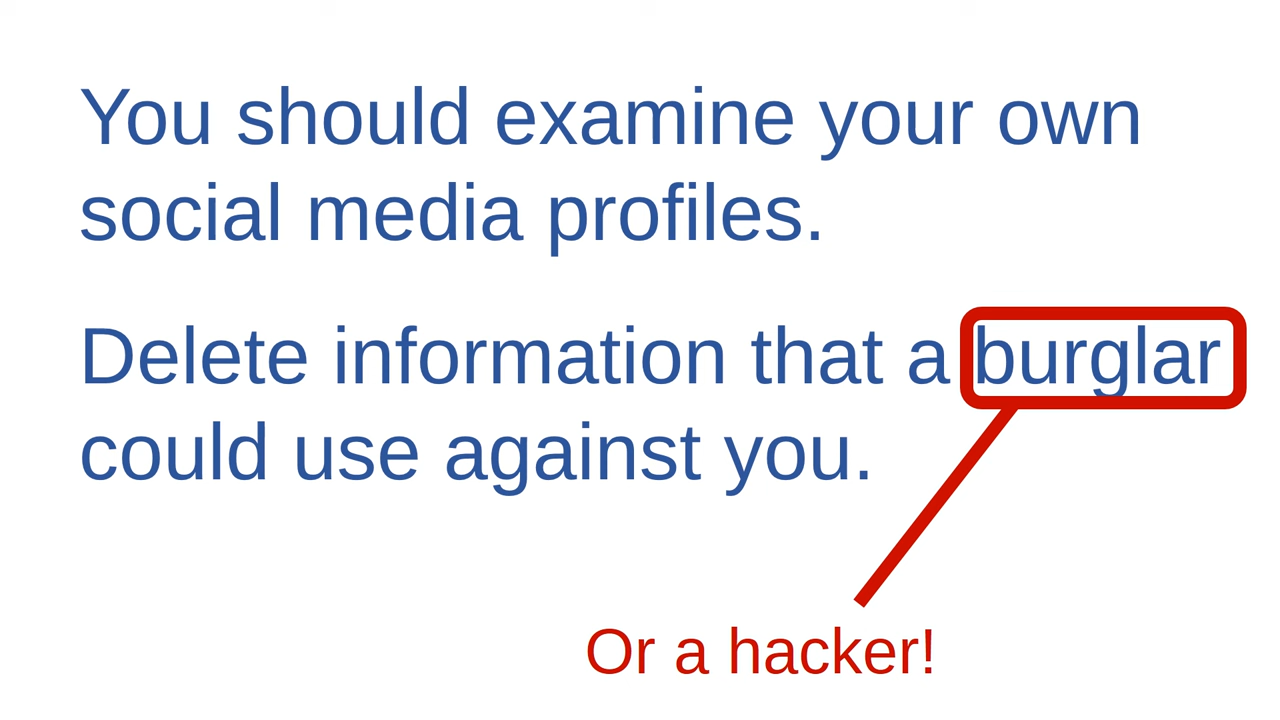 You should examine your own
social media profiles.
Delete information that a burglar
could use against you.
Or a hacker!